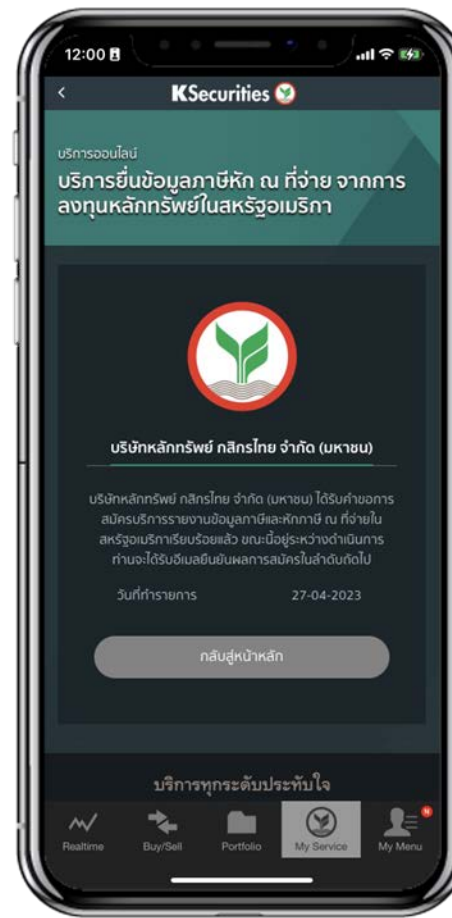 12:00
KSecurities
บริการออนไลน์
บริการยื่นข้อมูลภาษีหัก ณ ที่จ่าย จากการ
ลงทุนหลักทรัพย์ในสหรัฐอเมริกา
บริษัทหลักทรัพย์ กสิกรไทย จำกัด (มหาชน)
บริษัทหลักทรัพย์ กสิกรไทย จำกัด (มหาชน) ได้รับคำขอการ
สมัครบริการรายงานข้อมูลภาษีและหักภาษี ณ ที่จ่ายใน
สหรัฐอเมริกาเรียบร้อยแล้ว ขณะนี้อยู่ระหว่างดำเนินการ
ท่านจะได้รับอีเมลยืนยันผลการสมัครในลำดับถัดไป
วันที่ทำรายการ 27-04-2023
กลับสู่หน้าหลัก
บริการทุกระดับประทับใจ
N
Realtime Buy/Sell Portfolio My Service My Menu